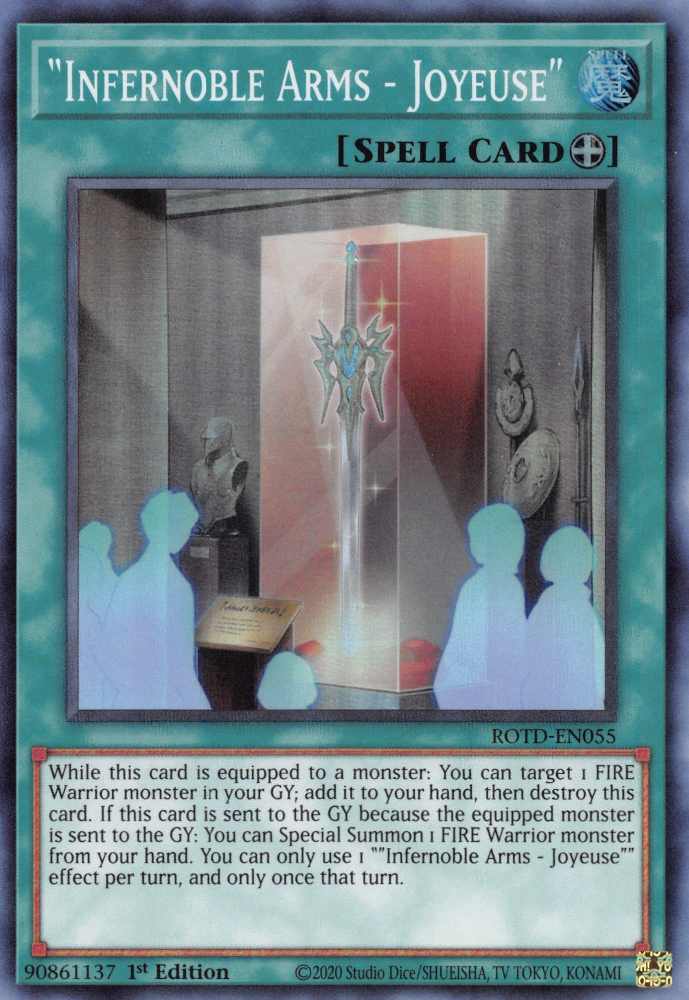 "Infernoble Arms - Joyeuse"
SPELL
魔
[Spell Card]
ROTD-EN055
While this card is equipped to a monster: You can target 1 FIRE
Warrior monster in your GY; add it to your hand, then destroy this
card. If this card is sent to the GY because the equipped monster
is sent to the GY: You can Special Summon 1 FIRE Warrior monster
from your hand. You can only use 1 ""Infernoble Arms - Joyeuse""
effect per turn, and only once that turn.
90861137 1st Edition
©2020 Studio Dice/SHUEISHA, TV TOKYO, KONAMI